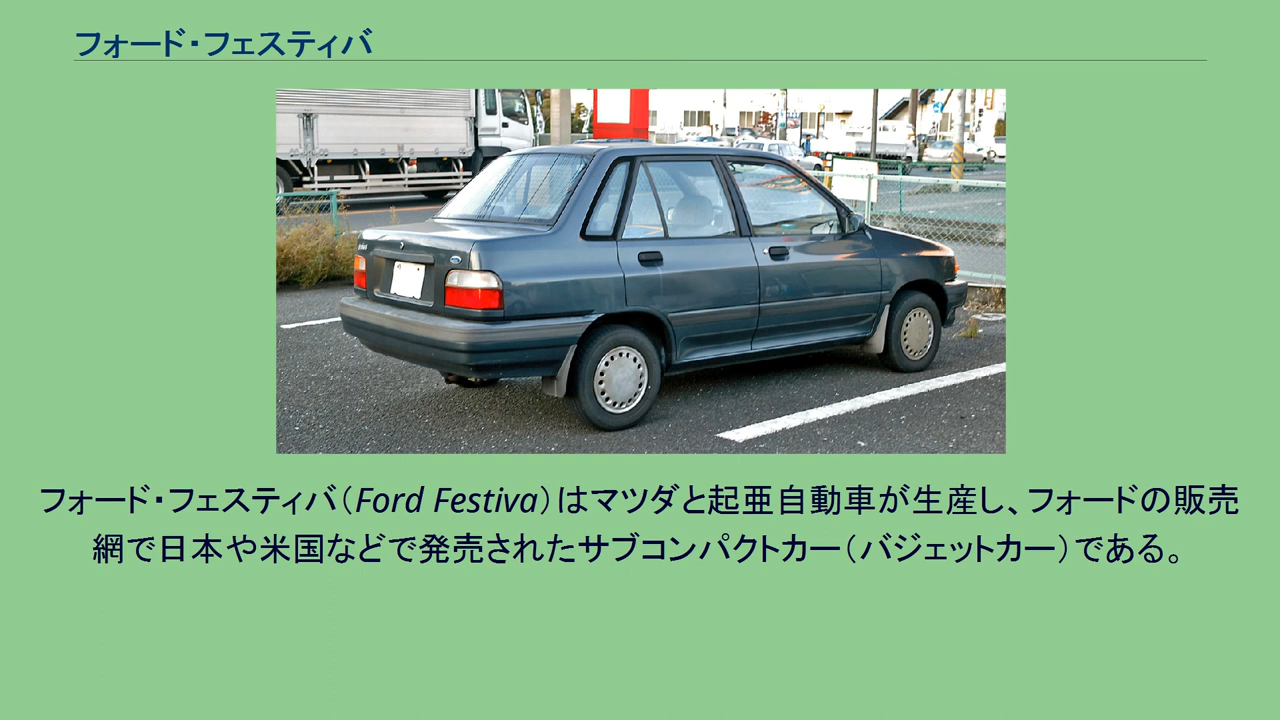 フォード・フェスティバ
フォード・フェスティバ（Ford Festiva）はマツダと起亜自動車が生産し、フォードの販売
網で日本や米国などで発売されたサブコンパクトカー（バジェットカー）である。